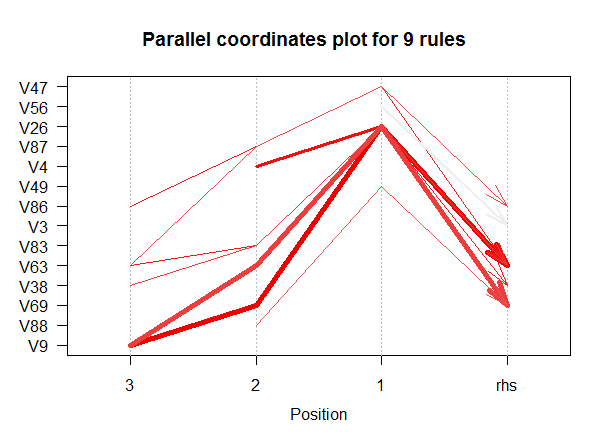 Parallel coordinates plot for 9 rules
V47
V56
V26
V87
V4
V49
V86
V3
V83
V63
V38
V69
V88
V9
3 2 1 rhs
Position